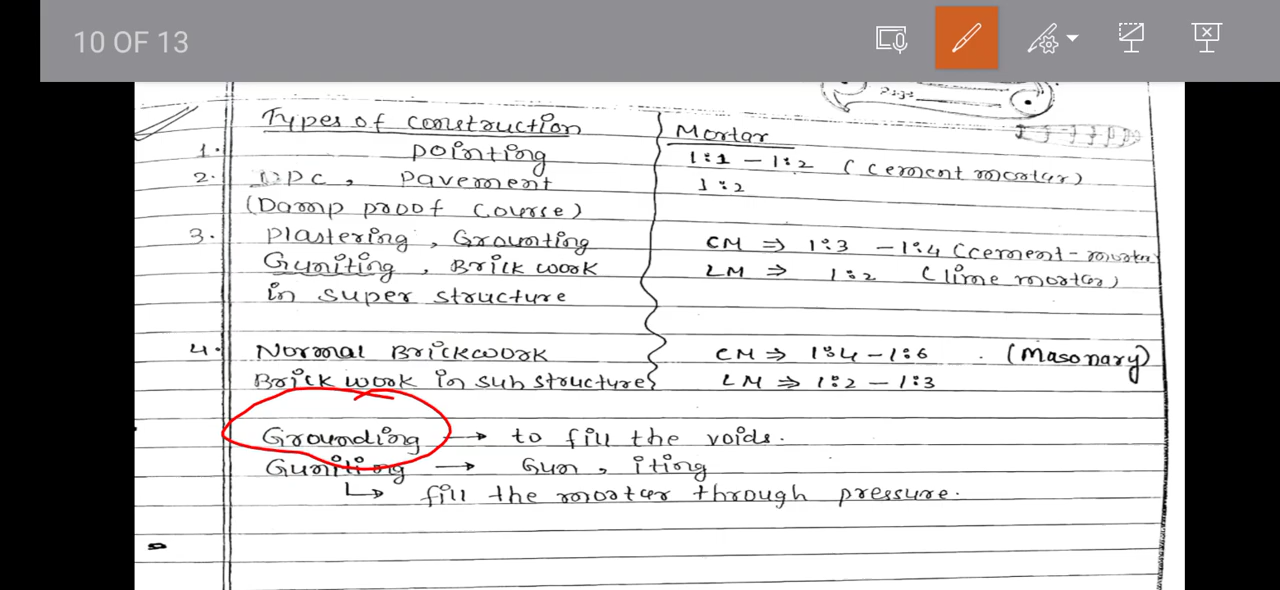 10 OF 13
Page
Types of construction Mortar
1. Pointing 1:1 - 1:2 (cement mortar)
2. DPC, Pavement 1:2
(Damp proof course)
3. Plastering, Grounting CM ⇒ 1:3 - 1:4 (cement-mortar
Guniting, Brick work LM ⇒ 1:2 (lime mortar)
in super structure
4. Normal Brickwork CM ⇒ 1:4 - 1:6 . (Masonary)
Brick work in substructure LM ⇒ 1:2 - 1:3
Grounding → to fill the voids.
Guniting → Gun, iting
↳ fill the mortar through pressure.